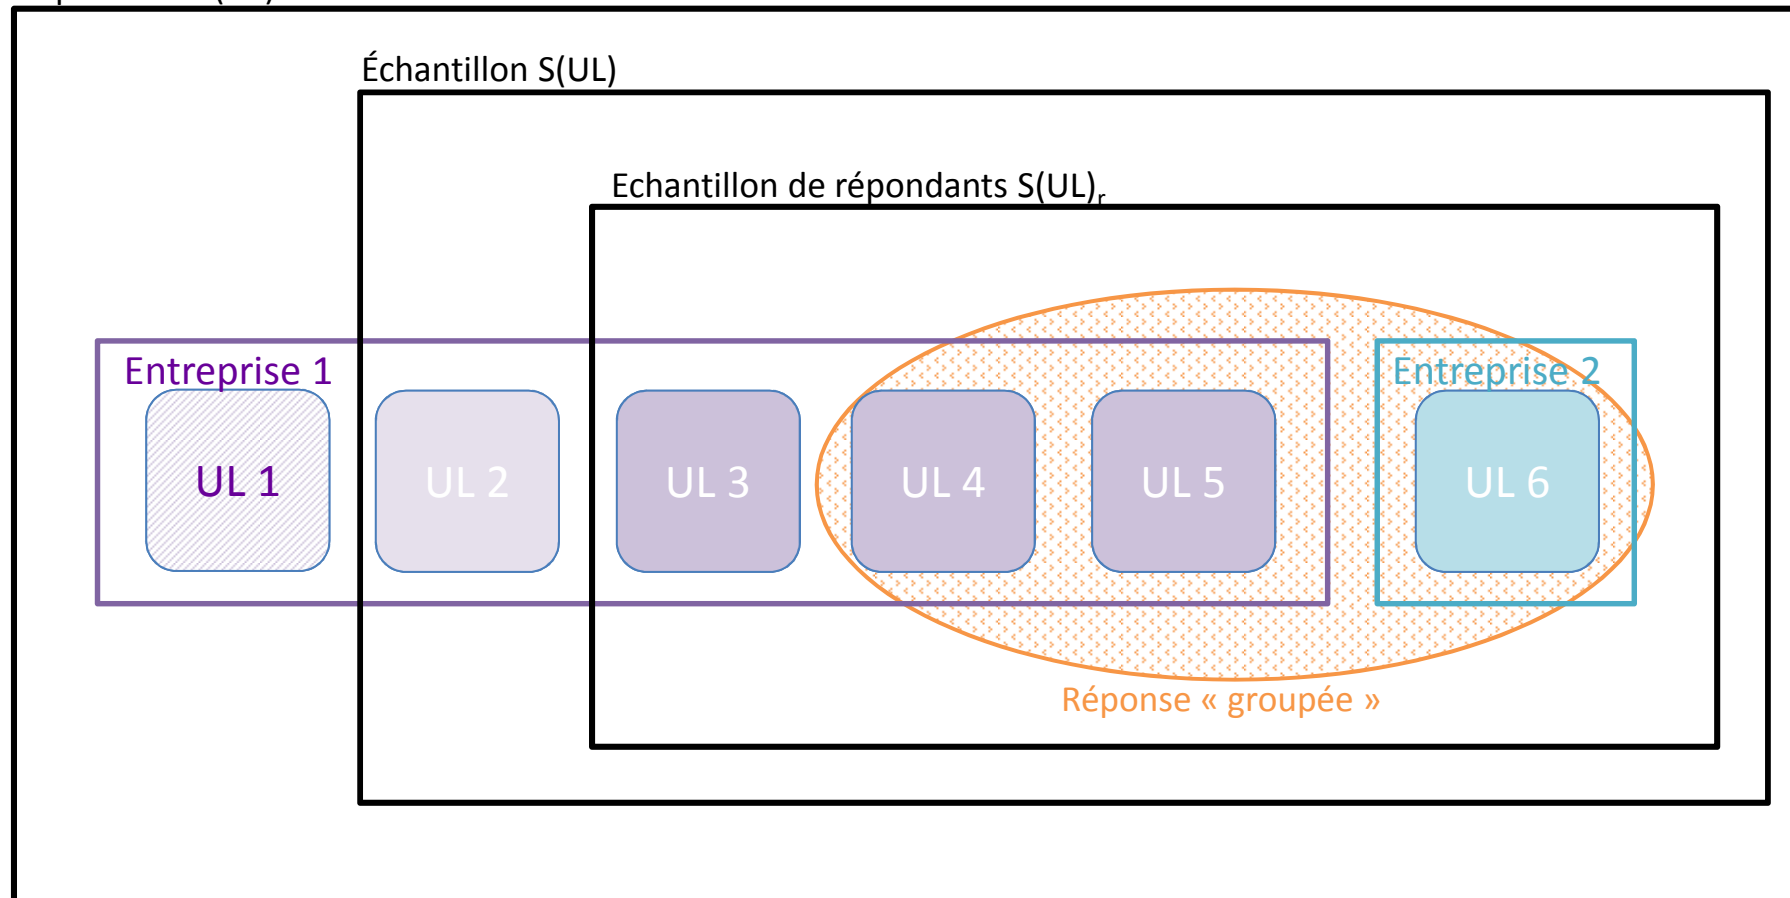 Échantillon S(UL)
Echantillon de répondants S(UL)r
Entreprise 1
Entreprise 2
UL 1
UL 2
UL 3
UL 4
UL 5
UL 6
Réponse « groupée »